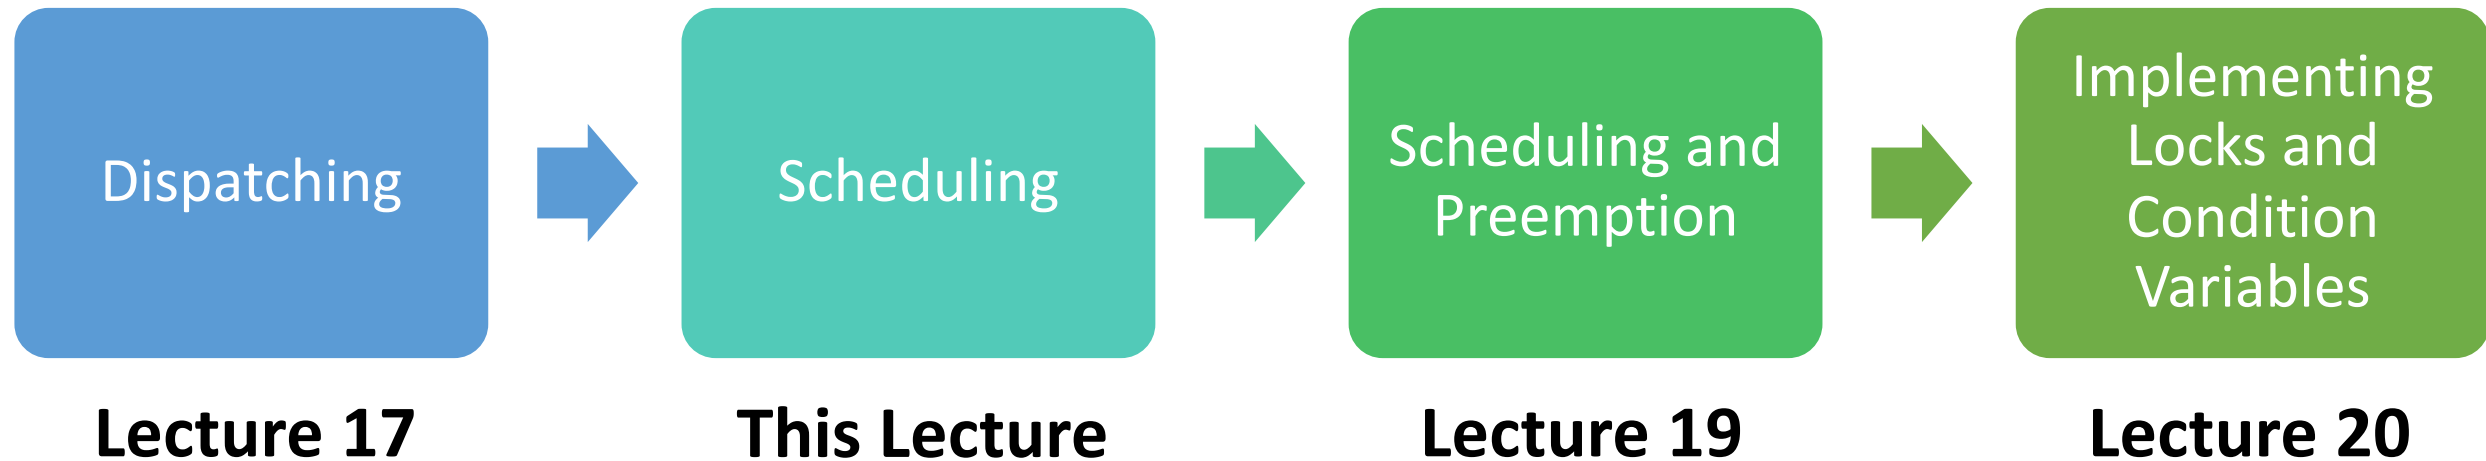 Dispatching
Scheduling
Scheduling and
Preemption
Implementing
Locks and
Condition
Variables
Lecture 17
This Lecture
Lecture 19
Lecture 20